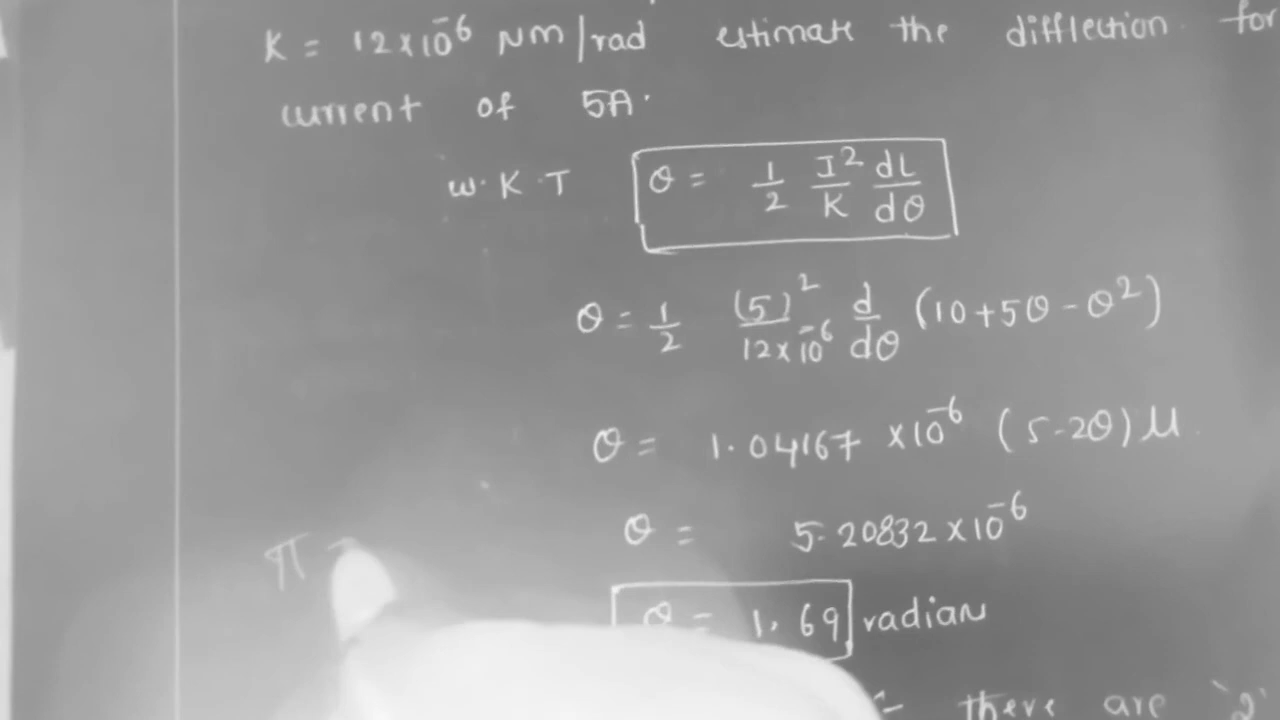 K = 12×10⁻⁶ Nm/rad estimate the difflection for
current of 5A.
W.K.T θ = 1/2 I²/K dL/dθ
θ = 1/2 (5)²/12×10⁻⁶ d/dθ (10+5θ-θ²)
θ = 1.04167 ×10⁻⁶ (5-2θ) μ
θ = 5.20832×10⁻⁶
π
θ = 1.69 radian
there are '2'